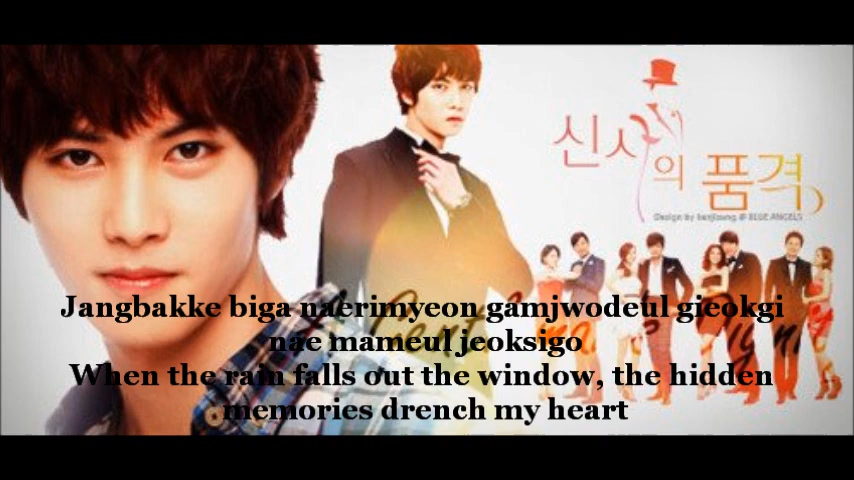 신사의
품격
Design by kenjisung @ BLUE ANGELS
Jangbakke biga naerimyeon gamjwodeul gieokgi
nae mameul jeoksigo
When the rain falls out the window, the hidden
memories drench my heart